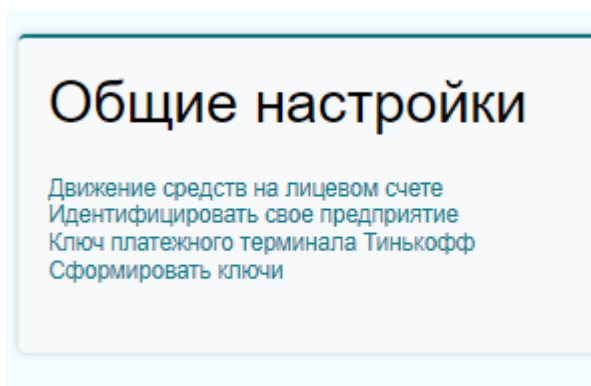 Общие настройки
Движение средств на лицевом счете
Идентифицировать свое предприятие
Ключ платежного терминала Тинькофф
Сформировать ключи